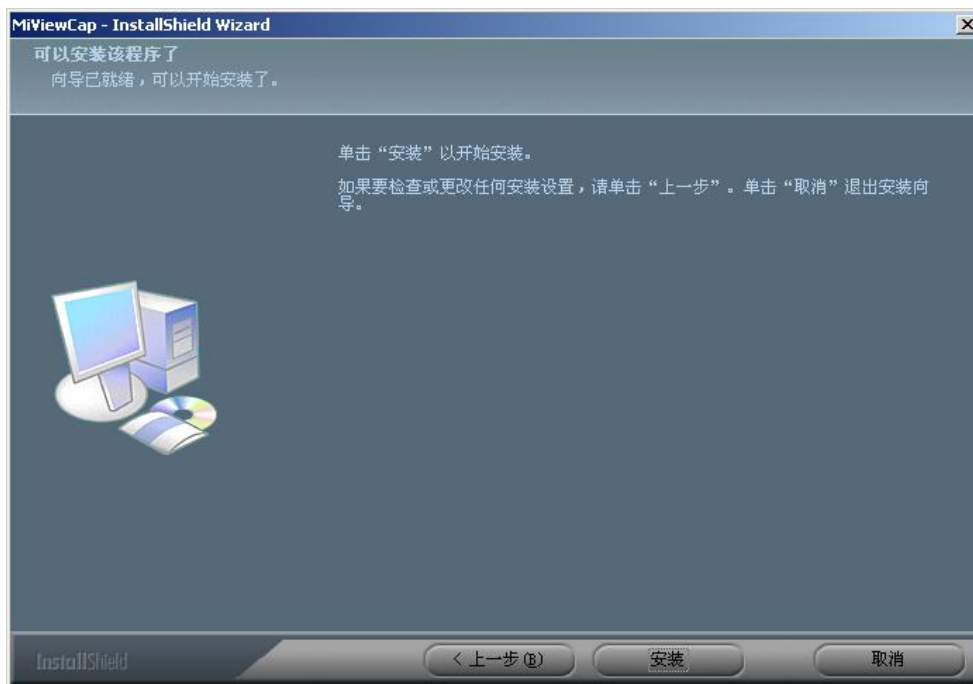 MiViewCap - InstallShield Wizard
可以安装该程序了
向导已就绪，可以开始安装了。
单击“安装”以开始安装。
如果要检查或更改任何安装设置，请单击“上一步”。单击“取消”退出安装向
导。
InstallShield
< 上一步(B)
安装
取消